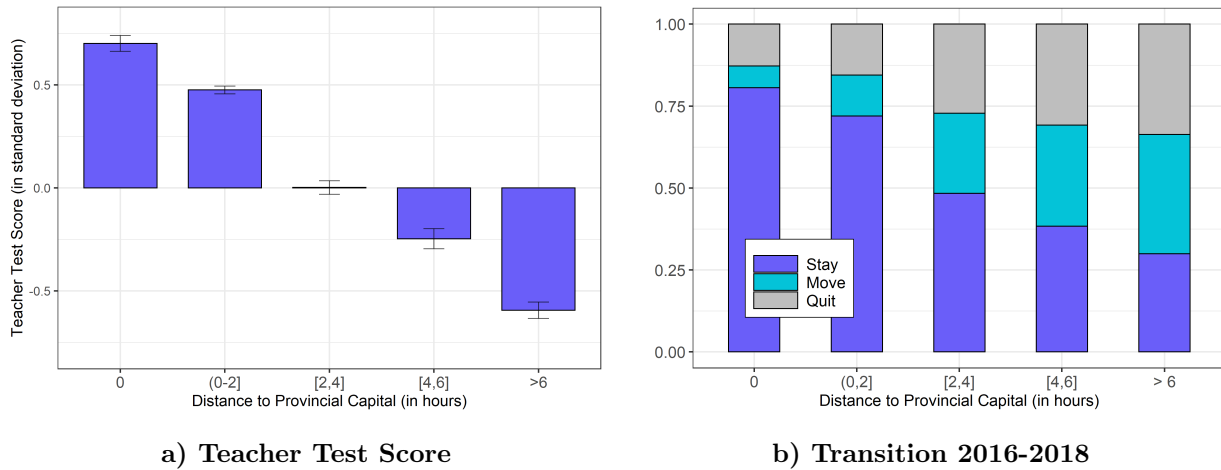 Teacher Test Score (in standard deviation)
0.5
0.0
-0.5
0
(0-2]
[2,4]
[4,6]
>6
Distance to Provincial Capital (in hours)
a) Teacher Test Score
1.00
0.75
0.50
0.25
0.00
Stay
Move
Quit
0
(0,2]
[2,4]
[4,6]
> 6
Distance to Provincial Capital (in hours)
b) Transition 2016-2018